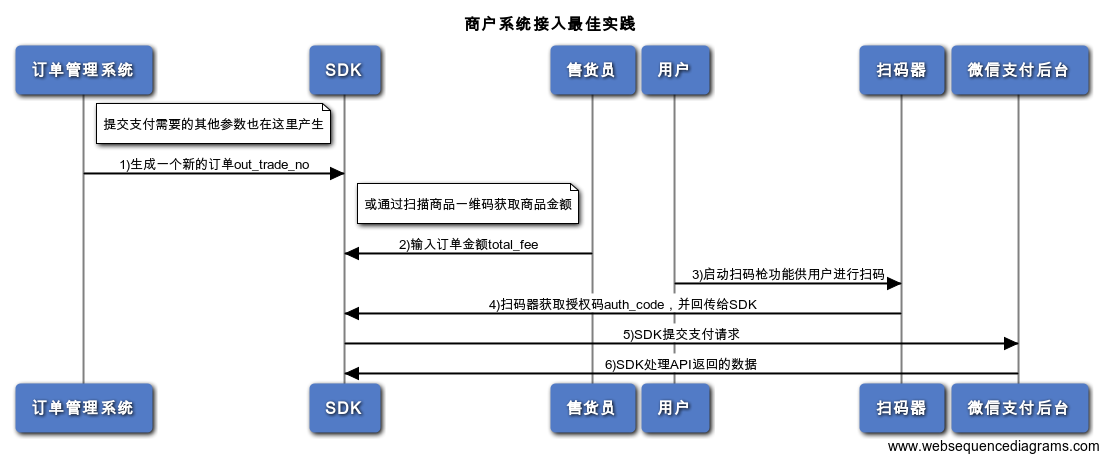 商户系统接入最佳实践
订单管理系统 SDK 售货员 用户 扫码器 微信支付后台
提交支付需要的其他参数也在这里产生
1)生成一个新的订单out_trade_no
或通过扫描商品一维码获取商品金额
2)输入订单金额total_fee
3)启动扫码枪功能供用户进行扫码
4)扫码器获取授权码auth_code，并回传给SDK
5)SDK提交支付请求
6)SDK处理API返回的数据
订单管理系统 SDK 售货员 用户 扫码器 微信支付后台
www.websequencediagrams.com